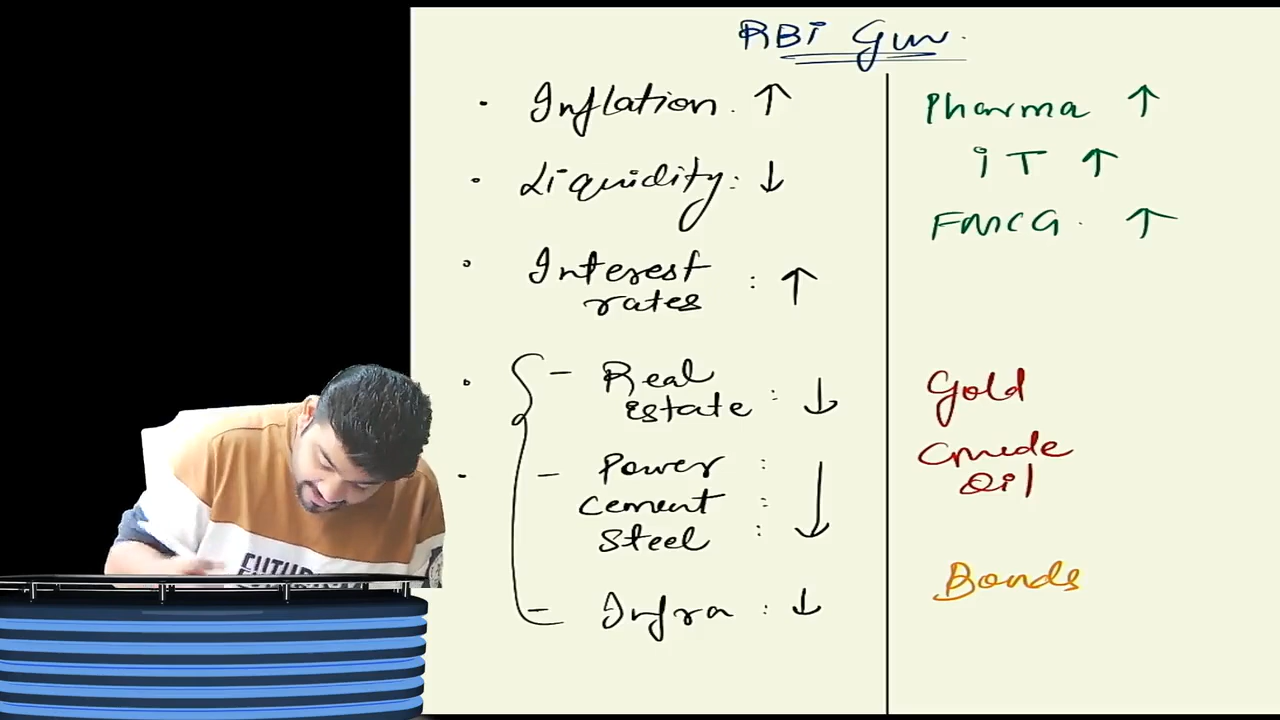 RBI Gun.
• Inflation. ↑
• Liquidity: ↓
• Interest
rates : ↑
• - Real
Estate : ↓
• - Power :
Cement : ↓
Steel :
- Infra : ↓
Pharma ↑
IT ↑
FMCG. ↑
Gold
Crude
Oil
Bonds